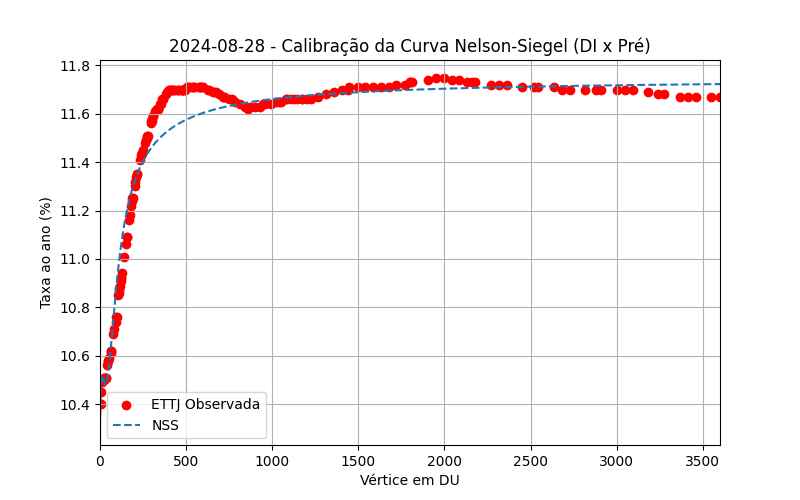 2024-08-28 - Calibração da Curva Nelson-Siegel (DI x Pré)
11.8
11.6
11.4
11.2
11.0
10.8
10.6
10.4
Taxa ao ano (%)
ETTJ Observada
NSS
0 500 1000 1500 2000 2500 3000 3500
Vértice em DU